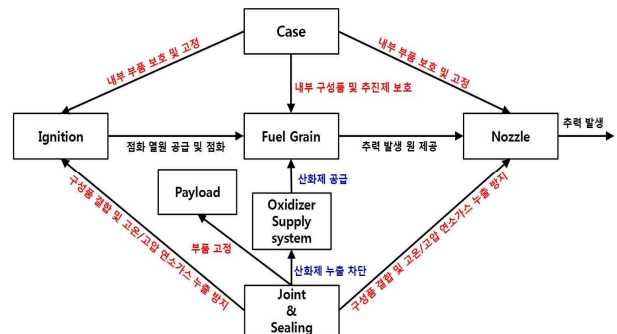 Case
내부 부품 보호 및 고정
내부 부품 보호 및 고정
내부 구성품 및 추진제 보호
Ignition
점화 열원 공급 및 점화
Fuel Grain
추력 발생 원 제공
Nozzle
추력 발생
산화제 공급
Payload
Oxidizer
Supply
system
부품 고정
산화제 누출 차단
구성품 결합 및 고온/고압 연소가스 누출 방지
구성품 결합 및 고온/고압 연소가스 누출 방지
Joint
&
Sealing